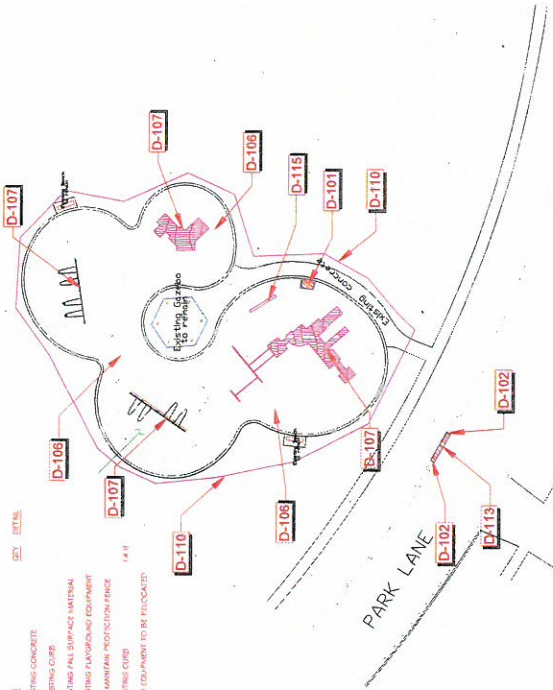 QTY DETAIL
STING CONCRETE
STING CURB
STING FALL SURFACE MATERIAL
STING PLAYGROUND EQUIPMENT
MAINTAIN PROTECTION FENCE
STING CURB
EQUIPMENT TO BE RELOCATED
D-107
D-107
D-106
D-115
D-101
D-110
Existing Gazebo
to remain
Existing concrete
D-106
D-107
D-110
D-106
D-107
D-102
D-102
D-113
PARK LANE